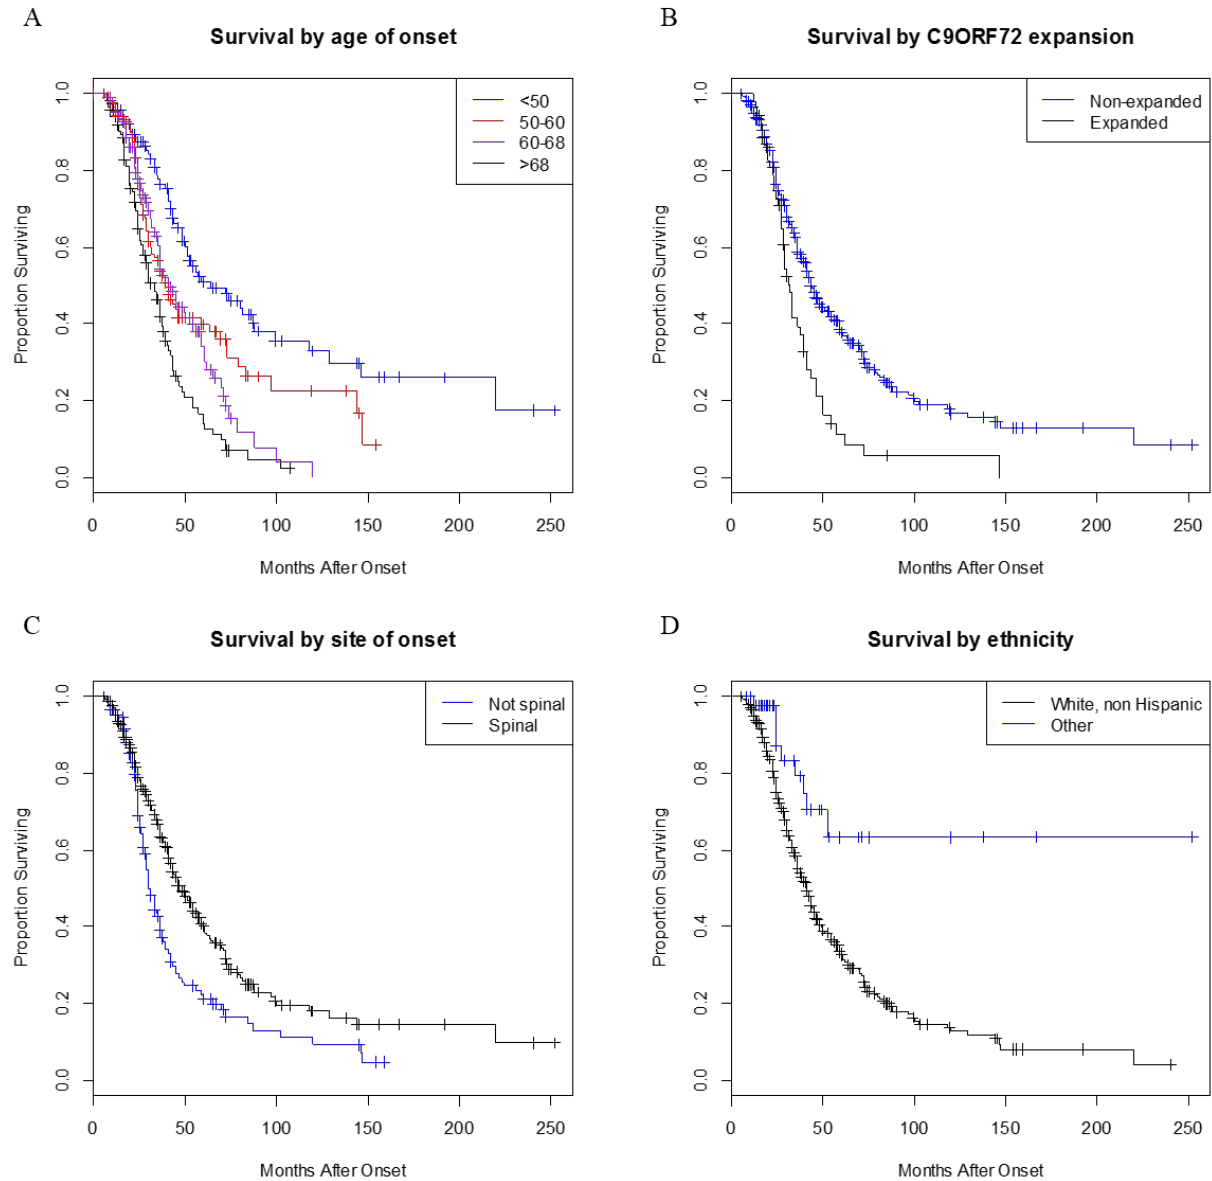 A
Survival by age of onset
<50
50-60
60-68
>68
Proportion Surviving
1.0
0.8
0.6
0.4
0.2
0.0
0 50 100 150 200 250
Months After Onset
B
Survival by C9ORF72 expansion
Non-expanded
Expanded
Proportion Surviving
1.0
0.8
0.6
0.4
0.2
0.0
0 50 100 150 200 250
Months After Onset
C
Survival by site of onset
Not spinal
Spinal
Proportion Surviving
1.0
0.8
0.6
0.4
0.2
0.0
0 50 100 150 200 250
Months After Onset
D
Survival by ethnicity
White, non Hispanic
Other
Proportion Surviving
1.0
0.8
0.6
0.4
0.2
0.0
0 50 100 150 200 250
Months After Onset